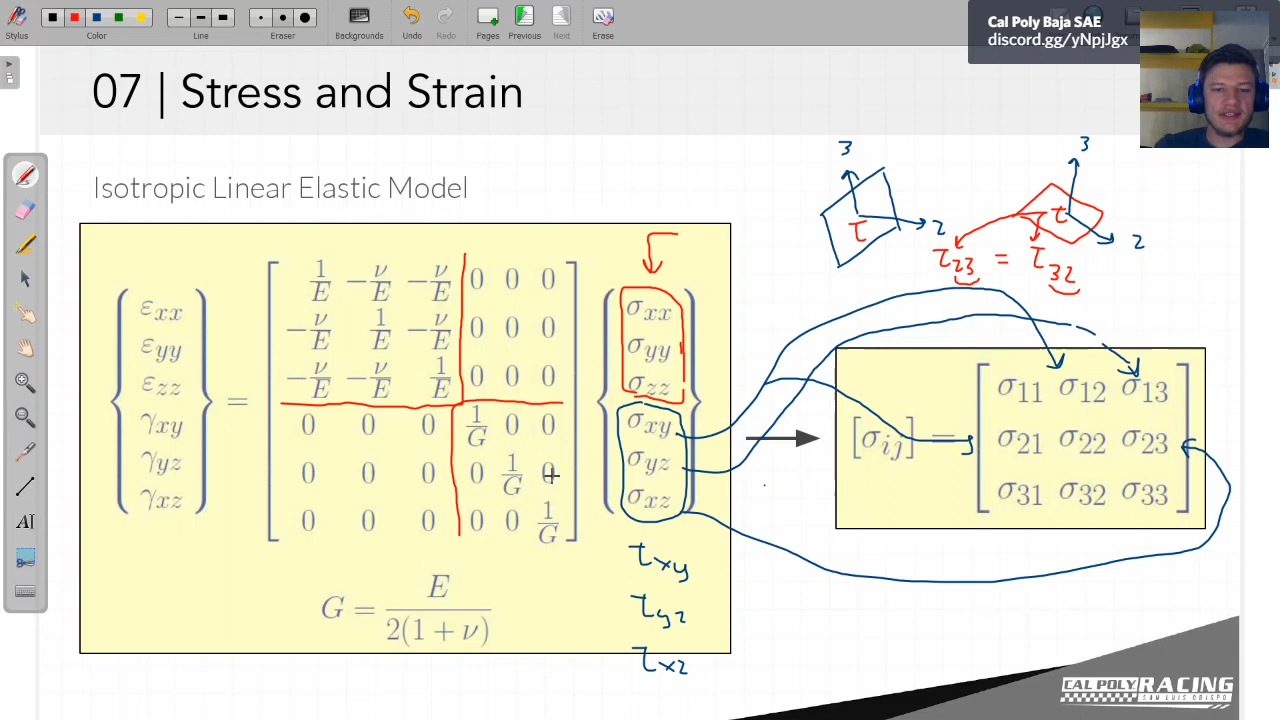 Stylus
Color
Line
Eraser
Backgrounds
Undo
Redo
Pages
Previous
Next
Erase
Cal Poly Baja SAE
discord.gg/yNpjJgx
07 | Stress and Strain
Isotropic Linear Elastic Model
3
2
τ
3
2
τ
τ23 = τ32
εxx
εyy
εzz
γxy
γyz
γxz
=
1/E -ν/E -ν/E 0 0 0
-ν/E 1/E -ν/E 0 0 0
-ν/E -ν/E 1/E 0 0 0
0 0 0 1/G 0 0
0 0 0 0 1/G 0
0 0 0 0 0 1/G
σxx
σyy
σzz
σxy
σyz
σxz
τxy
τyz
τxz
G = E/2(1 + ν)
[σij] =
σ11 σ12 σ13
σ21 σ22 σ23
σ31 σ32 σ33
CAL POLY RACING
SAN LUIS OBISPO